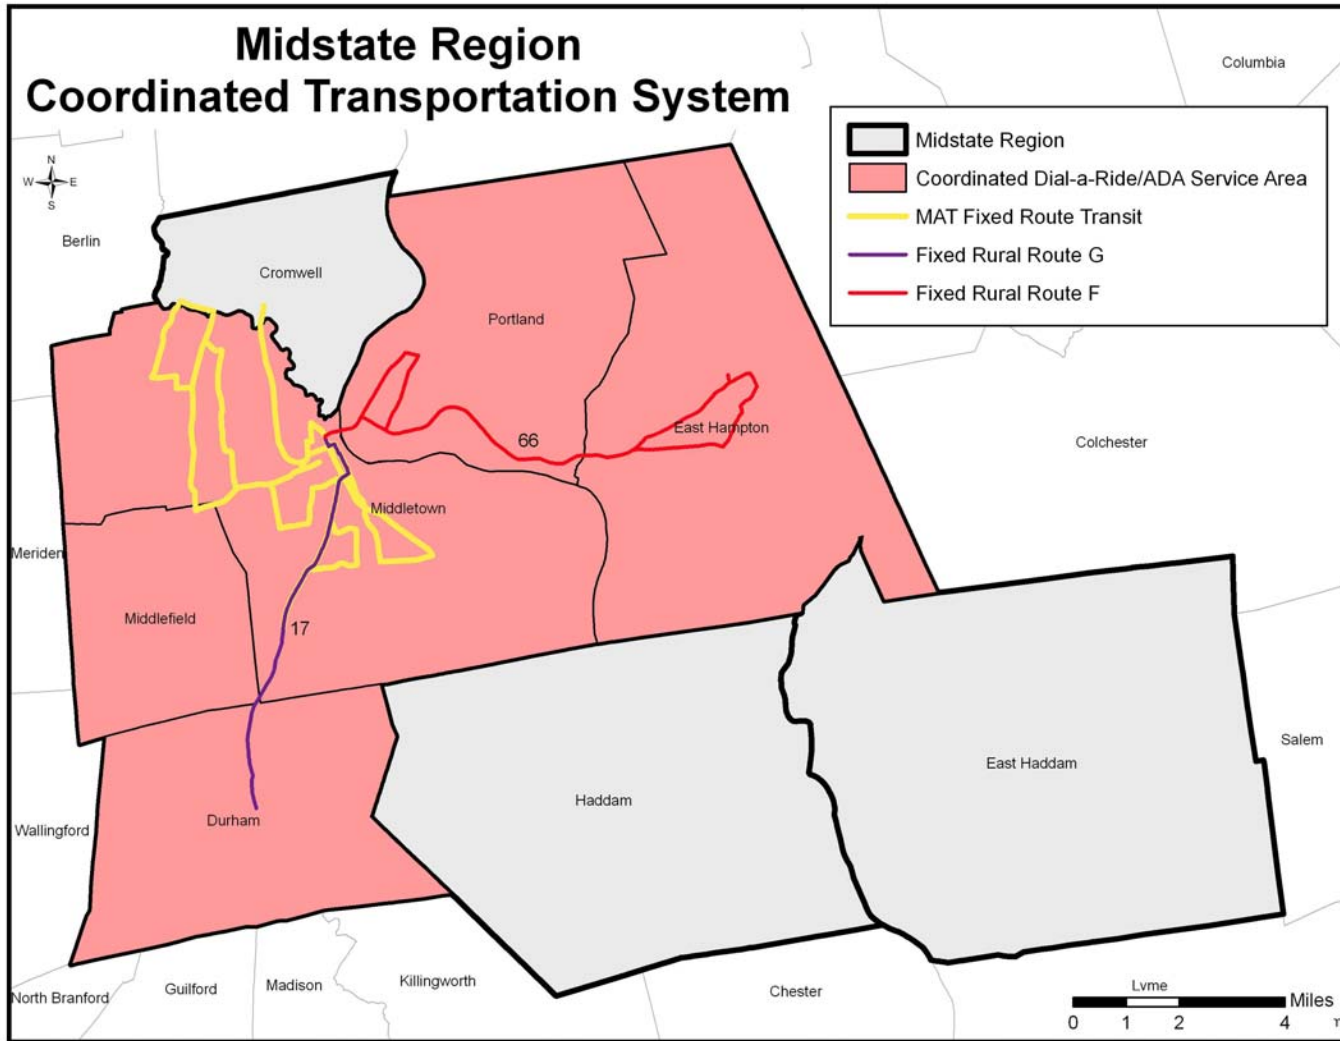 Midstate Region
Coordinated Transportation System
Columbia
Midstate Region
Coordinated Dial-a-Ride/ADA Service Area
MAT Fixed Route Transit
Fixed Rural Route G
Fixed Rural Route F
N
W E
S
Berlin
Cromwell
Portland
East Hampton
66
Colchester
Middletown
Meriden
Middlefield
17
Salem
East Haddam
Haddam
Durham
Wallingford
North Branford
Guilford
Madison
Killingworth
Chester
Lyme
Miles
0 1 2 4